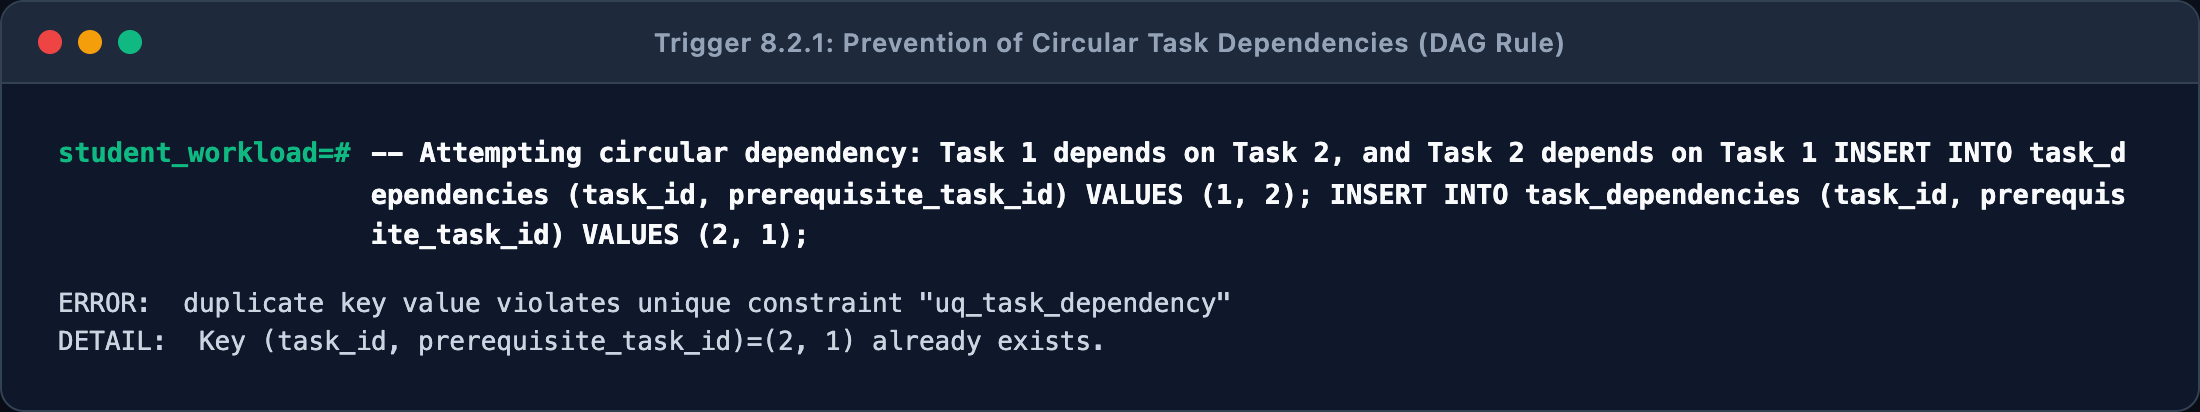 Trigger 8.2.1: Prevention of Circular Task Dependencies (DAG Rule)
student_workload=# -- Attempting circular dependency: Task 1 depends on Task 2, and Task 2 depends on Task 1 INSERT INTO task_d
ependencies (task_id, prerequisite_task_id) VALUES (1, 2); INSERT INTO task_dependencies (task_id, prerequis
ite_task_id) VALUES (2, 1);
ERROR:  duplicate key value violates unique constraint "uq_task_dependency"
DETAIL:  Key (task_id, prerequisite_task_id)=(2, 1) already exists.